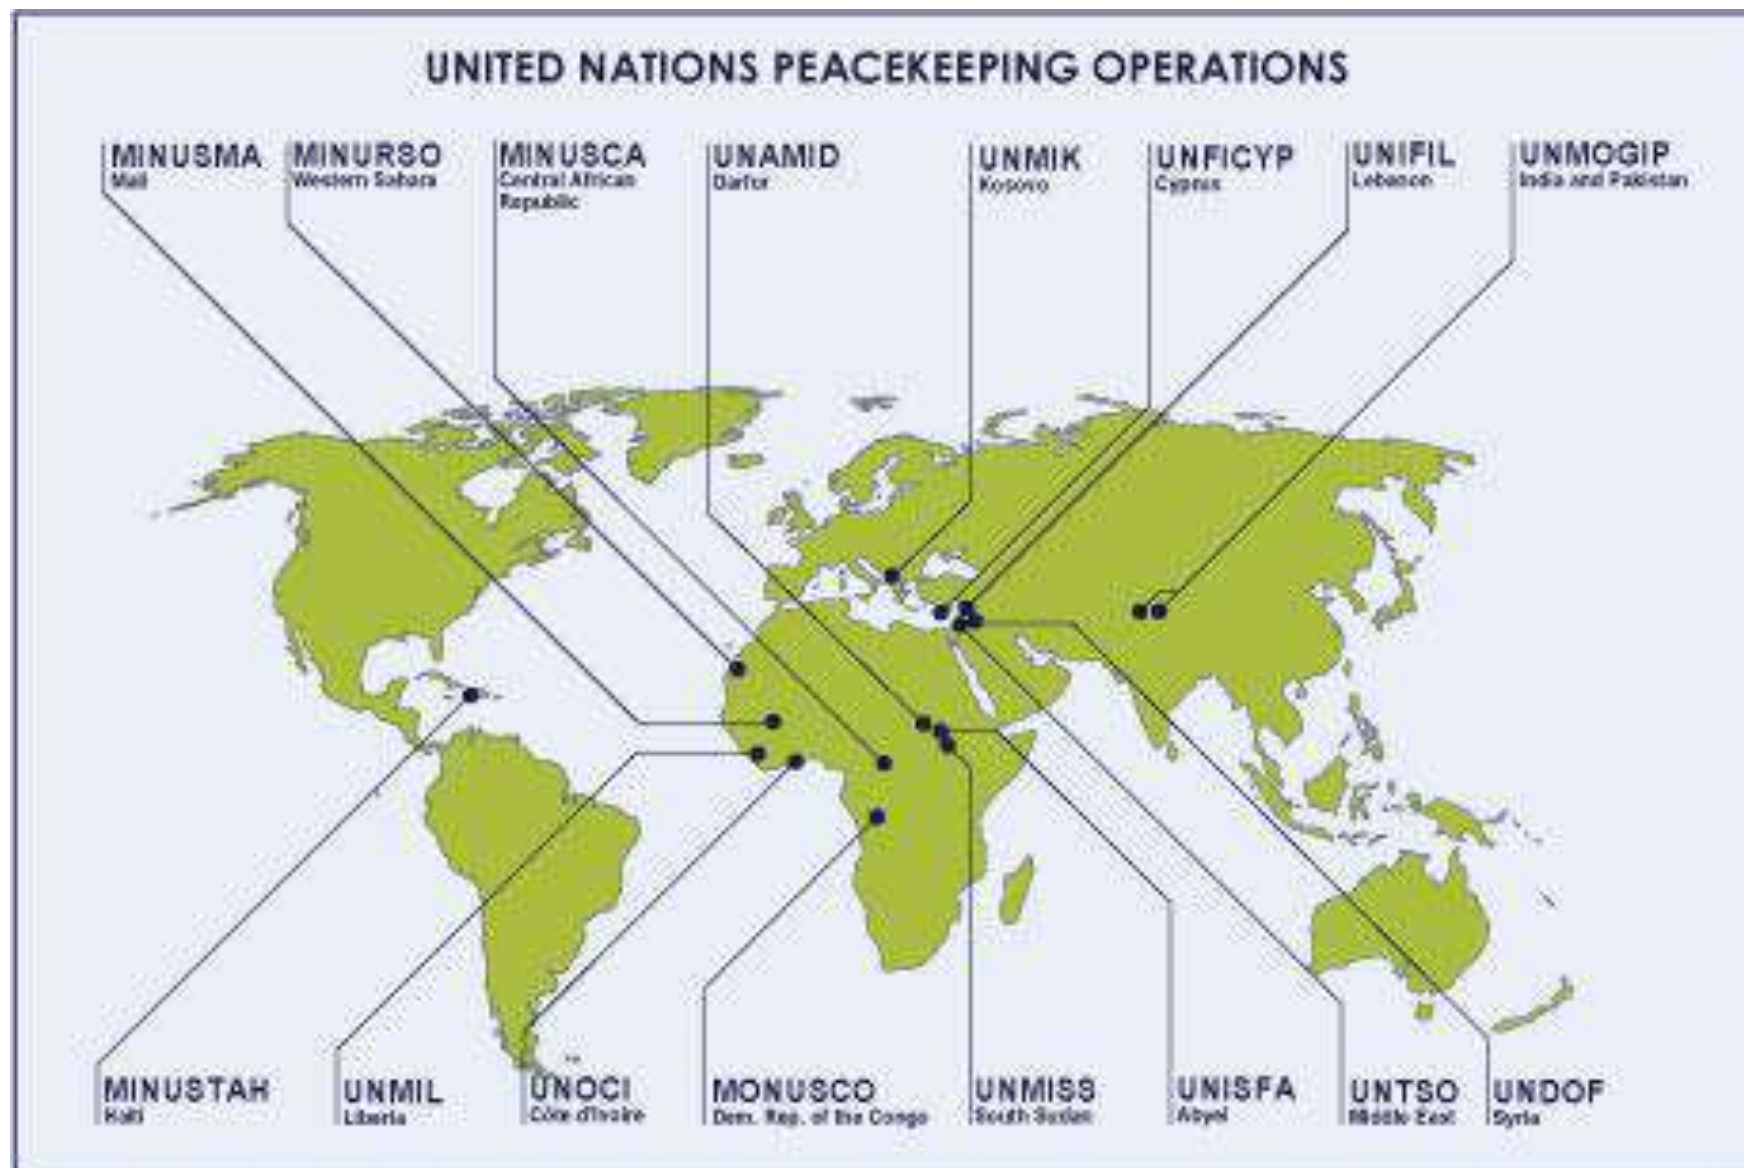 UNITED NATIONS PEACEKEEPING OPERATIONS
MINUSMA
Mali
MINURSO
Western Sahara
MINUSCA
Central African
Republic
UNAMID
Darfur
UNMIK
Kosovo
UNFICYP
Cyprus
UNIFIL
Lebanon
UNMOGIP
India and Pakistan
MINUSTAH
Haiti
UNMIL
Liberia
UNOCI
Côte d'Ivoire
MONUSCO
Dem. Rep. of the Congo
UNMISS
South Sudan
UNISFA
Abyei
UNTSO
Middle East
UNDOF
Syria